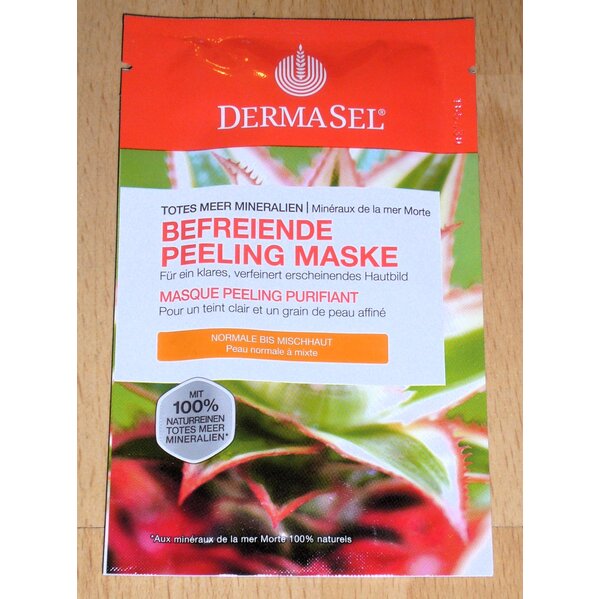 DERMASEL®
TOTES MEER MINERALIEN | Minéraux de la mer Morte
BEFREIENDE
PEELING MASKE
Für ein klares, verfeinert erscheinendes Hautbild
MASQUE PEELING PURIFIANT
Pour un teint clair et un grain de peau affiné
NORMALE BIS MISCHHAUT
Peau normale à mixte
MIT
100%
NATURREINEN
TOTES MEER
MINERALIEN*
*Aux minéraux de la mer Morte 100% naturels